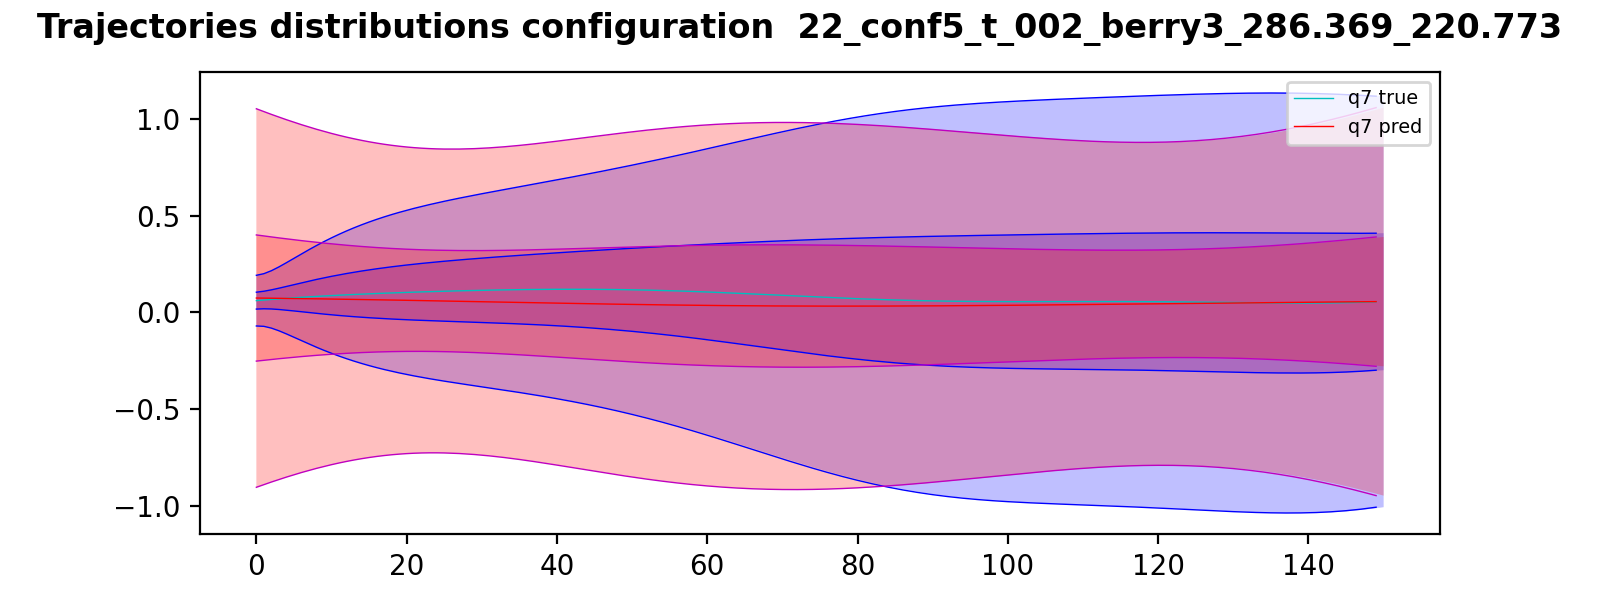 Trajectories distributions configuration  22_conf5_t_002_berry3_286.369_220.773
q7 true
q7 pred
1.0
0.5
0.0
−0.5
−1.0
0 20 40 60 80 100 120 140